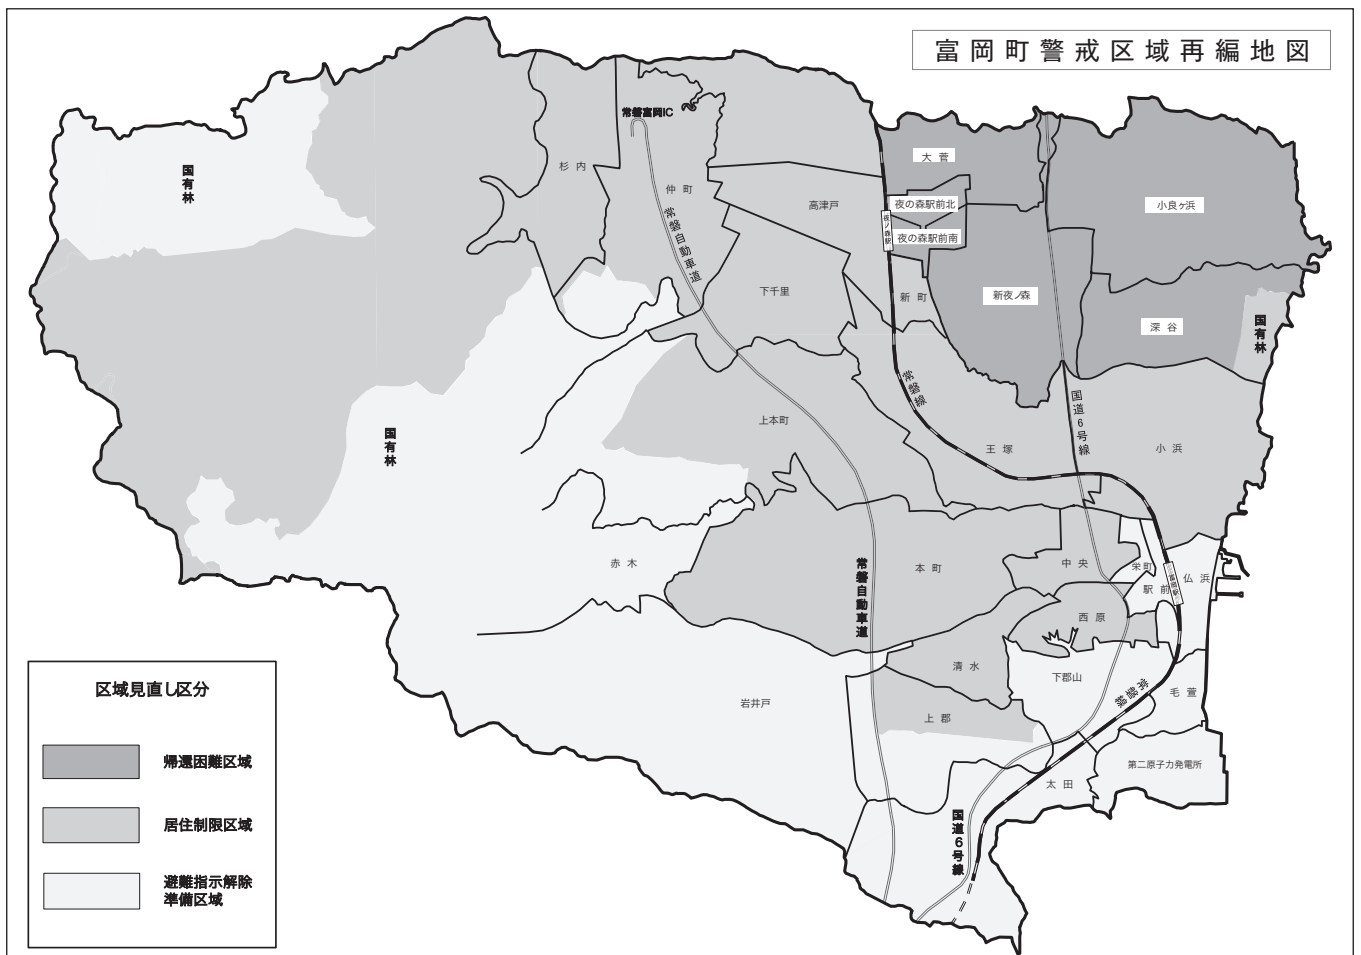 富岡町警戒区域再編地図
常磐富岡IC
国有林
杉内
仲町
常磐自動車道
高津戸
大菅
夜の森駅前北
夜の森駅前南
夜ノ森駅
小良ヶ浜
下千里
新町
新夜ノ森
深谷
国有林
常磐線
国道6号線
上本町
国有林
王塚
小浜
赤木
常磐自動車道
本町
中央
栄町
駅前
仏浜
西原
清水
下郡山
常磐線
毛萱
岩井戸
上郡
第二原子力発電所
太田
国道6号線
区域見直し区分
帰還困難区域
居住制限区域
避難指示解除
準備区域